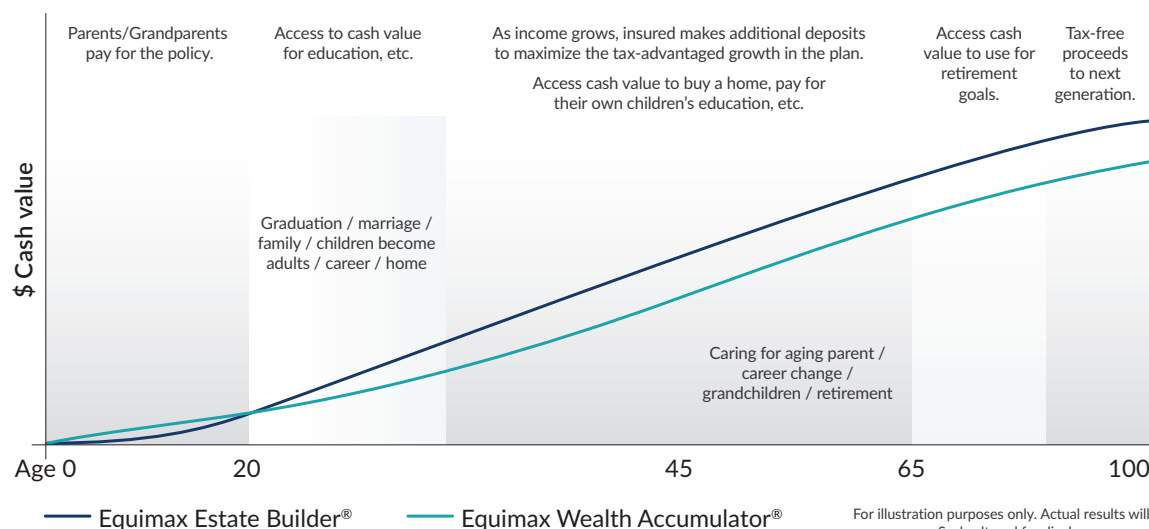 Parents/Grandparents
pay for the policy.
Access to cash value
for education, etc.
As income grows, insured makes additional deposits
to maximize the tax-advantaged growth in the plan.
Access cash value to buy a home, pay for
their own children's education, etc.
Access cash
value to use for
retirement
goals.
Tax-free
proceeds
to next
generation.
$ Cash value
Graduation / marriage /
family / children become
adults / career / home
Caring for aging parent /
career change /
grandchildren / retirement
Age 0
20
45
65
100
Equimax Estate Builder®
Equimax Wealth Accumulator®
For illustration purposes only. Actual results will